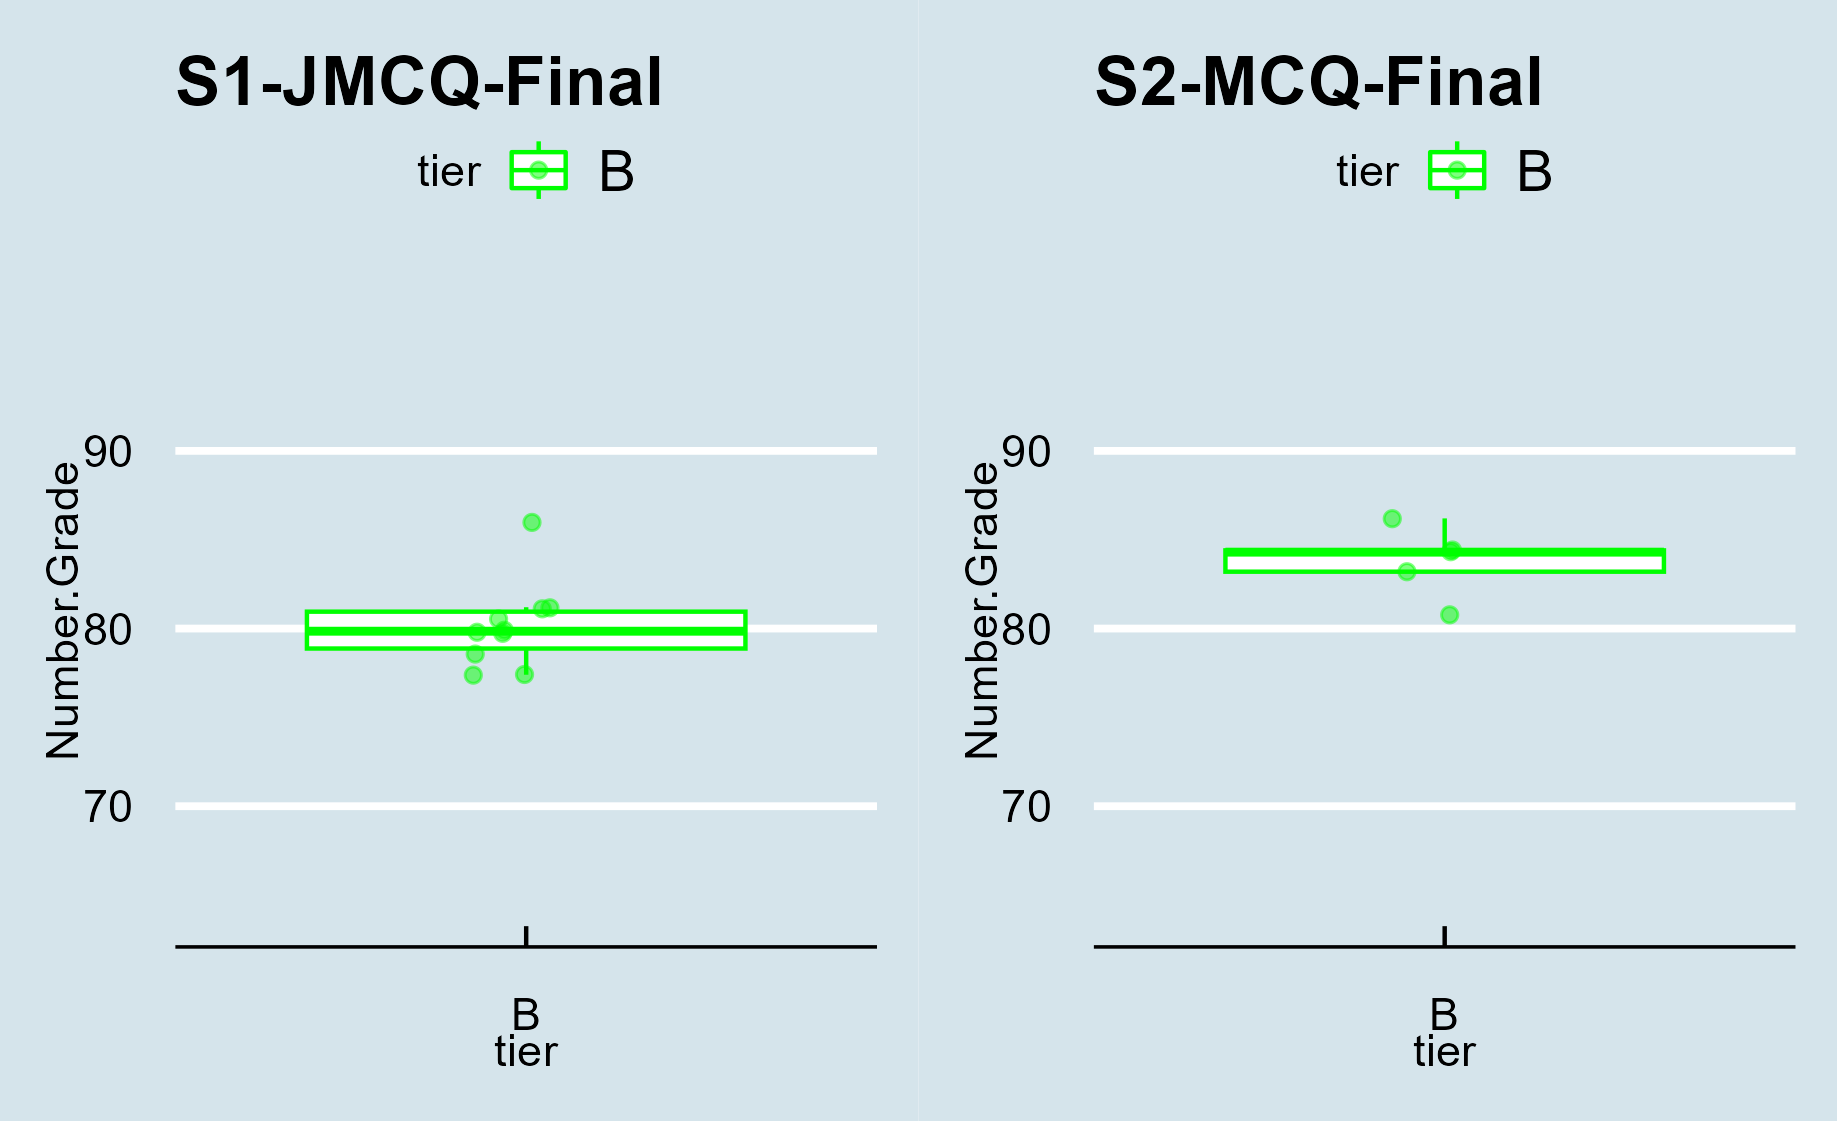 S1-JMCQ-Final
tier B
90
80
70
Number.Grade
B
tier
S2-MCQ-Final
tier B
90
80
70
Number.Grade
B
tier